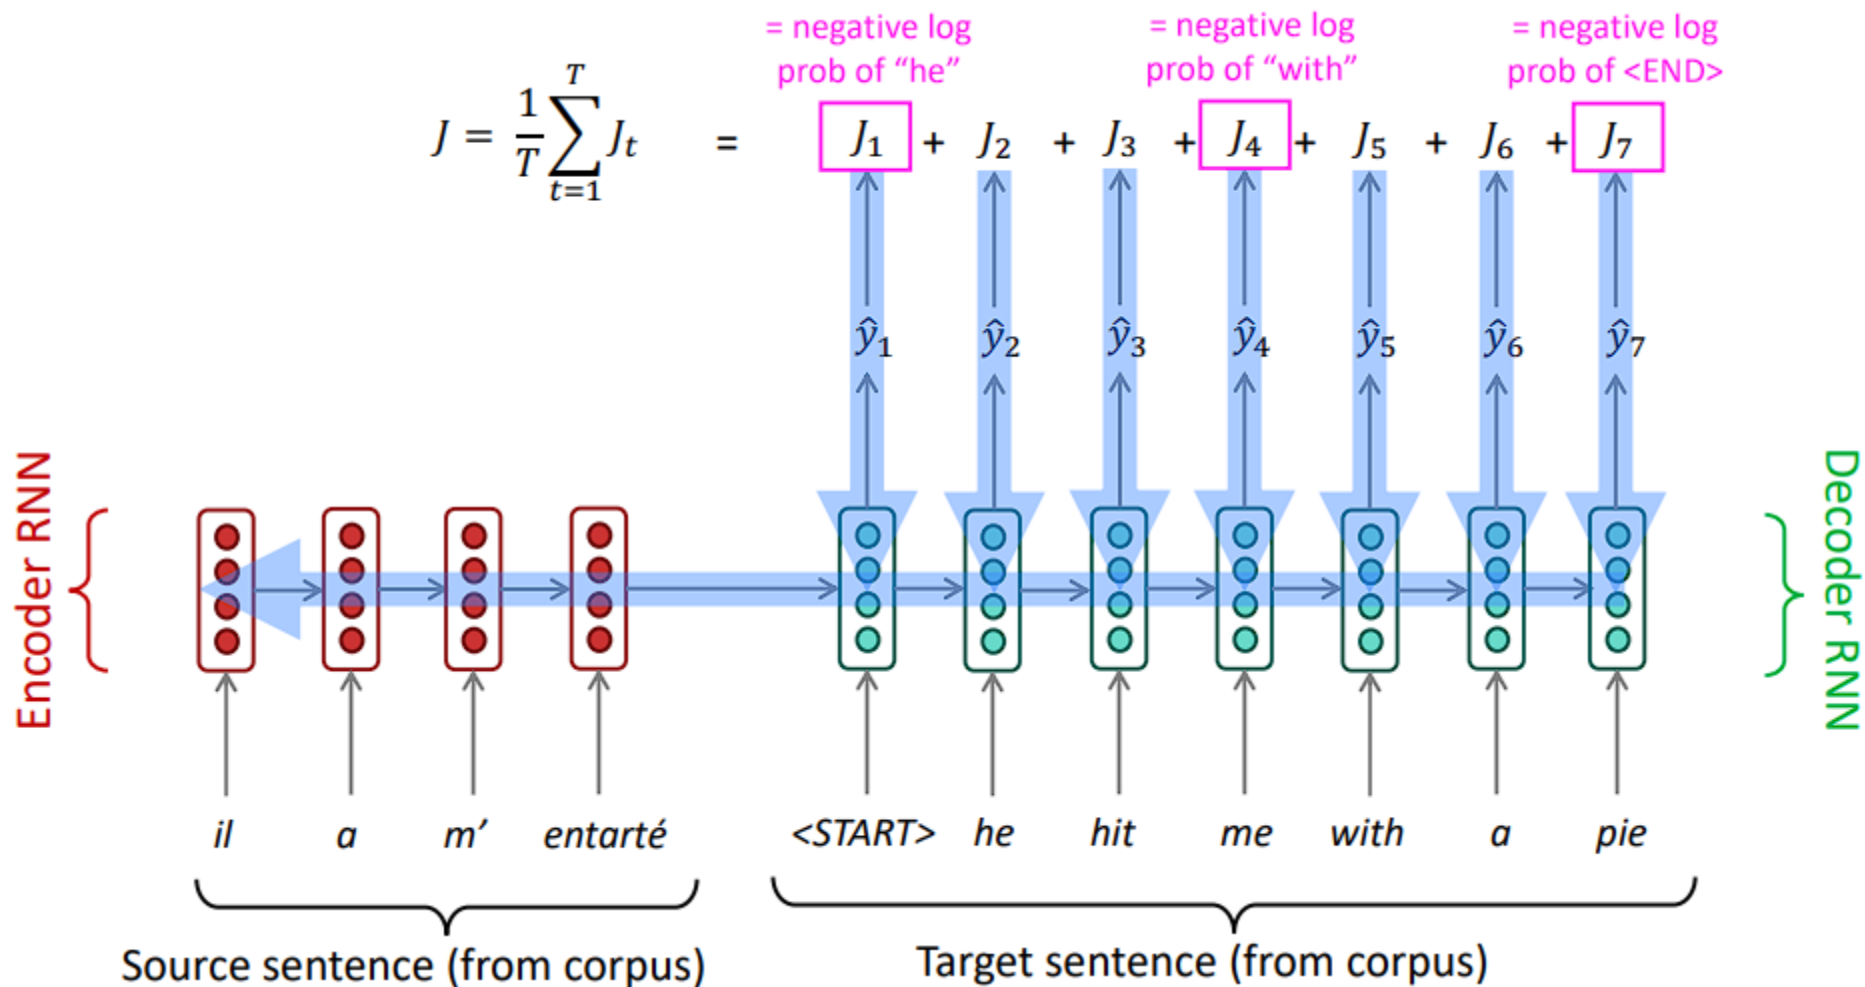 = negative log
prob of “he”
= negative log
prob of “with”
= negative log
prob of <END>
J = 1/T ∑_{t=1}^{T} J_t = J₁ + J₂ + J₃ + J₄ + J₅ + J₆ + J₇
ŷ₁ ŷ₂ ŷ₃ ŷ₄ ŷ₅ ŷ₆ ŷ₇
Encoder RNN
Decoder RNN
il a m’ entarté <START> he hit me with a pie
Source sentence (from corpus)
Target sentence (from corpus)